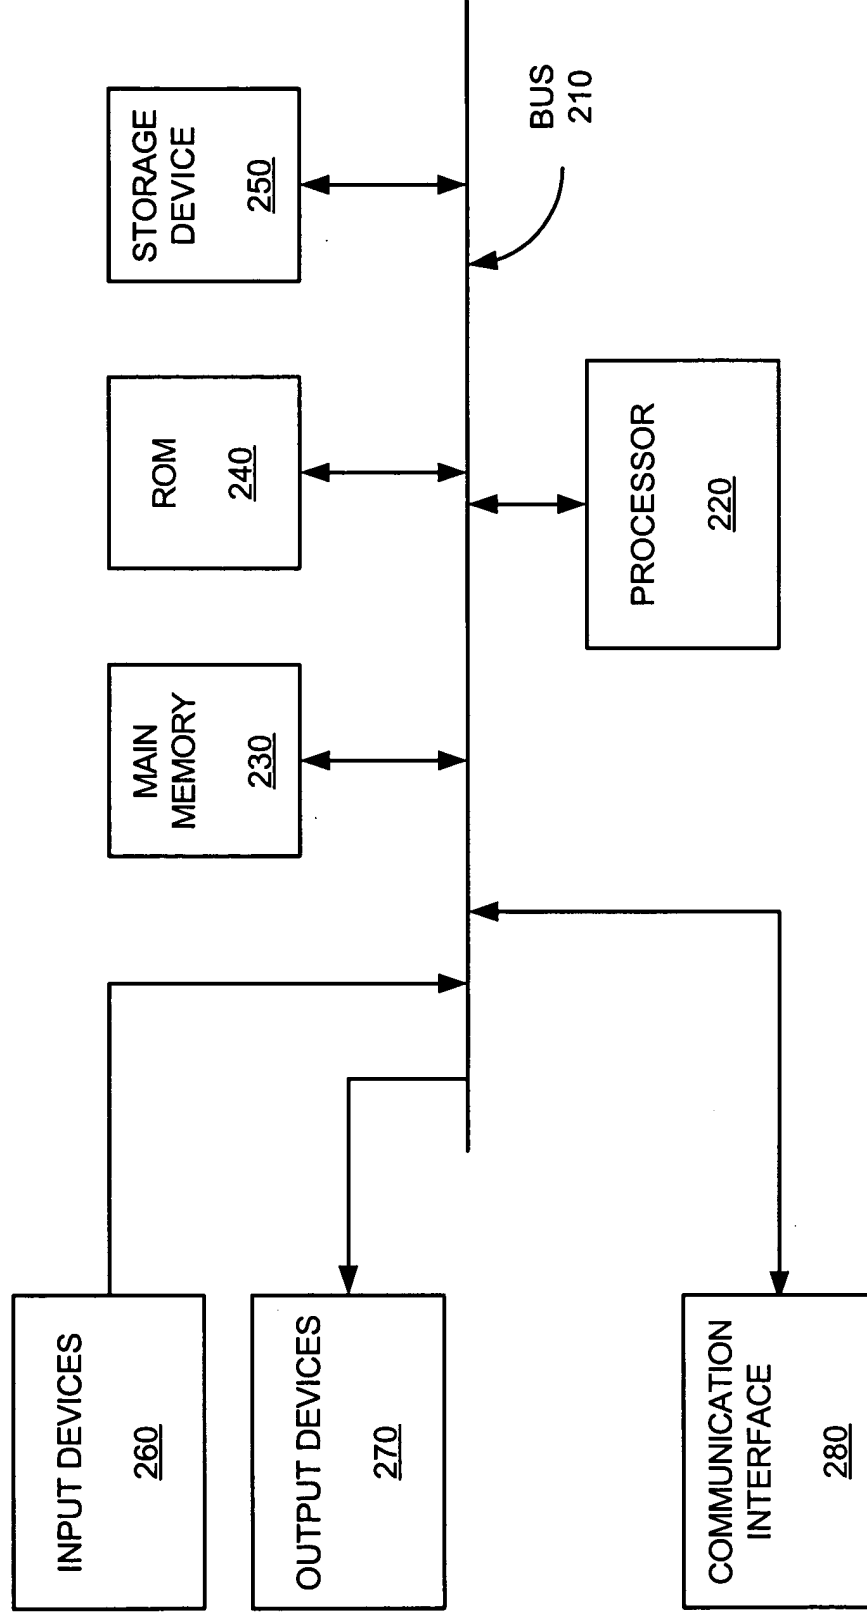 INPUT DEVICES
260
OUTPUT DEVICES
270
COMMUNICATION
INTERFACE
280
MAIN
MEMORY
230
ROM
240
STORAGE
DEVICE
250
PROCESSOR
220
BUS
210